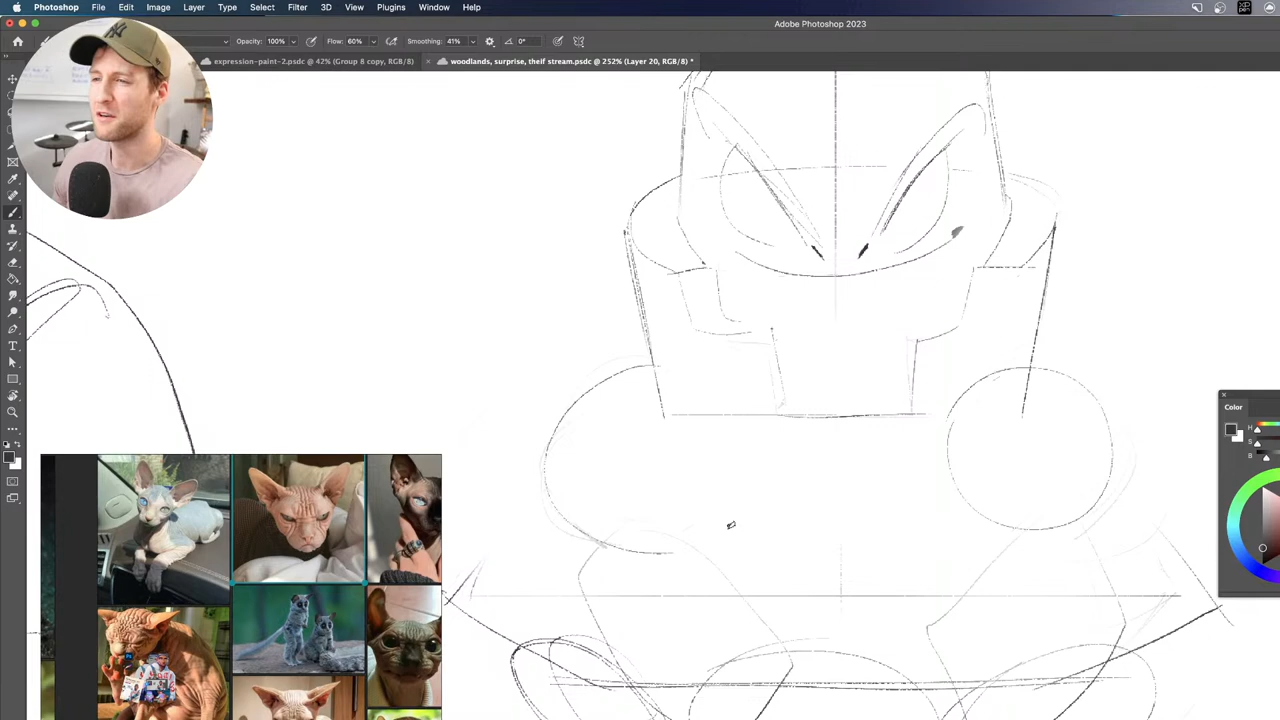 Photoshop File Edit Image Layer Type Select Filter 3D View Plugins Window Help
Adobe Photoshop 2023
Opacity: 100% Flow: 60% Smoothing: 41% 0°
expression-paint-2.psdc @ 42% (Group 8 copy, RGB/8) × woodlands, surprise, theif stream.psdc @ 252% (Layer 20, RGB/8) *
Color
H
S
B